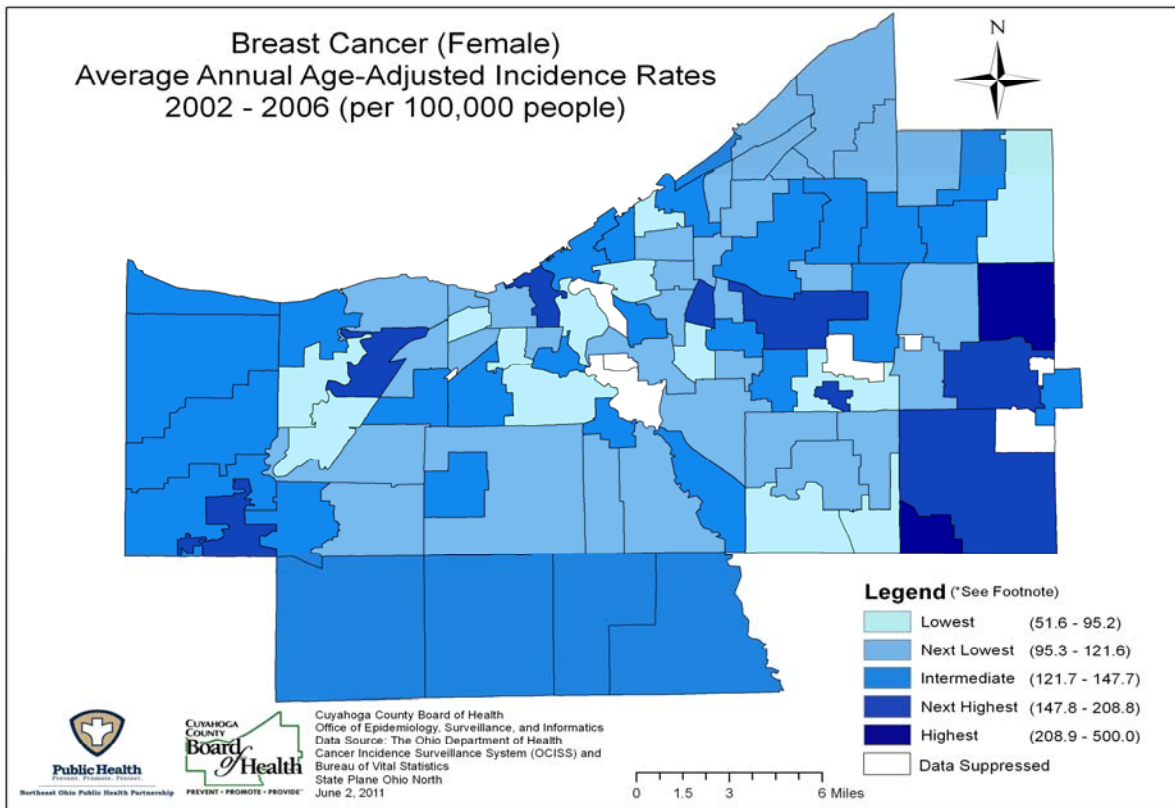 Breast Cancer (Female)
Average Annual Age-Adjusted Incidence Rates
2002 - 2006 (per 100,000 people)
N
Legend (*See Footnote)
Lowest (51.6 - 95.2)
Next Lowest (95.3 - 121.6)
Intermediate (121.7 - 147.7)
Next Highest (147.8 - 208.8)
Highest (208.9 - 500.0)
Data Suppressed
Public Health
Prevent. Promote. Protect.
Northeast Ohio Public Health Partnership
CUYAHOGA
COUNTY
Board
of Health
PREVENT • PROMOTE • PROVIDE
Cuyahoga County Board of Health
Office of Epidemiology, Surveillance, and Informatics
Data Source: The Ohio Department of Health
Cancer Incidence Surveillance System (OCISS) and
Bureau of Vital Statistics
State Plane Ohio North
June 2, 2011
0 1.5 3 6 Miles